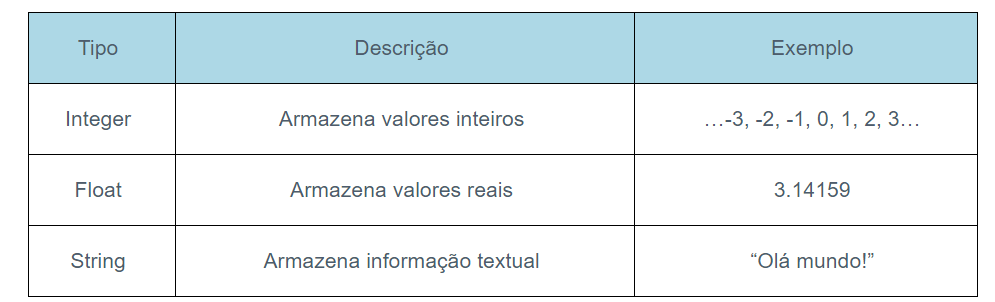 Tipo Descrição Exemplo
Integer Armazena valores inteiros …-3, -2, -1, 0, 1, 2, 3…
Float Armazena valores reais 3.14159
String Armazena informação textual “Olá mundo!”